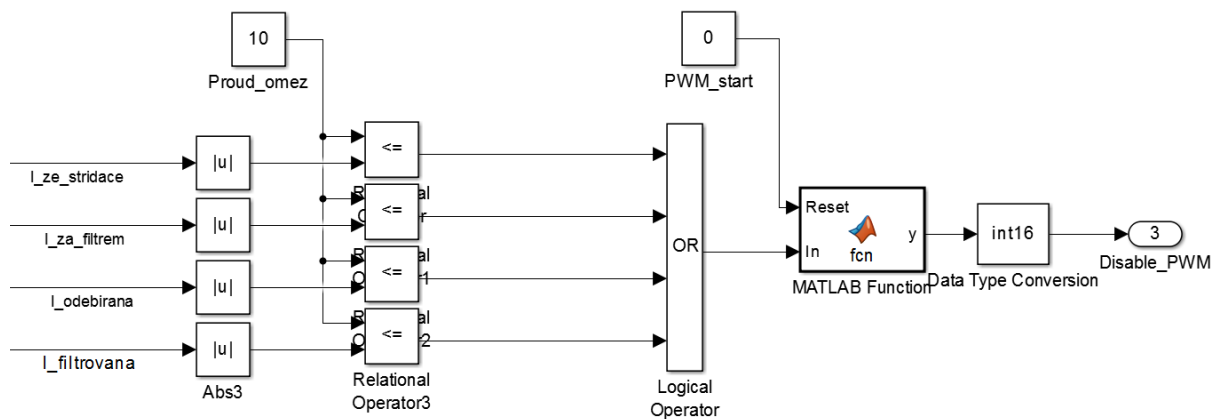 10
Proud_omez
0
PWM_start
I_ze_stridace
|u|
<=
I_za_filtrem
|u|
<=
I_odebirana
|u|
<=
I_filtrovana
|u|
<=
Abs3
Relational
Operator3
OR
Logical
Operator
Reset
In
fcn
y
MATLAB Function
int16
Data Type Conversion
3
Disable_PWM